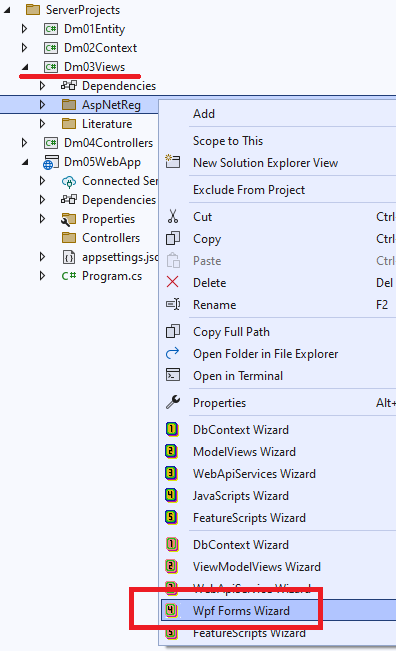 ServerProjects
Dm01Entity
Dm02Context
Dm03Views
Dependencies
AspNetReg
Literature
Dm04Controllers
Dm05WebApp
Connected Ser
Dependencies
Properties
Controllers
appsettings.jso
Program.cs
Add
Scope to This
New Solution Explorer View
Exclude From Project
Cut Ctrl
Copy Ctrl
Paste Ctrl
Delete Del
Rename F2
Copy Full Path
Open Folder in File Explorer
Open in Terminal
Properties Alt+
1 DbContext Wizard
2 ModelViews Wizard
3 WebApiServices Wizard
4 JavaScripts Wizard
5 FeatureScripts Wizard
1 DbContext Wizard
2 ViewModelViews Wizard
WebApiService Wizard
4 Wpf Forms Wizard
5 FeatureScripts Wizard